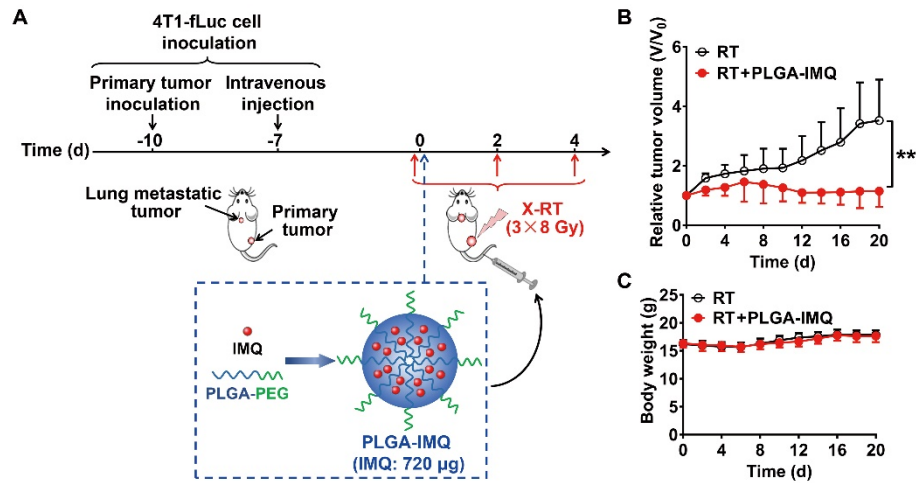 A
4T1-fLuc cell
inoculation
Primary tumor
inoculation
Intravenous
injection
-10
-7
0
2
4
Time (d)
Lung metastatic
tumor
Primary
tumor
X-RT
(3×8 Gy)
IMQ
PLGA-PEG
PLGA-IMQ
(IMQ: 720 µg)
B
RT
RT+PLGA-IMQ
Relative tumor volume (V/V₀)
6
4
2
0
**
0 4 8 12 16 20
Time (d)
C
RT
RT+PLGA-IMQ
Body weight (g)
25
20
15
10
5
0
0 4 8 12 16 20
Time (d)